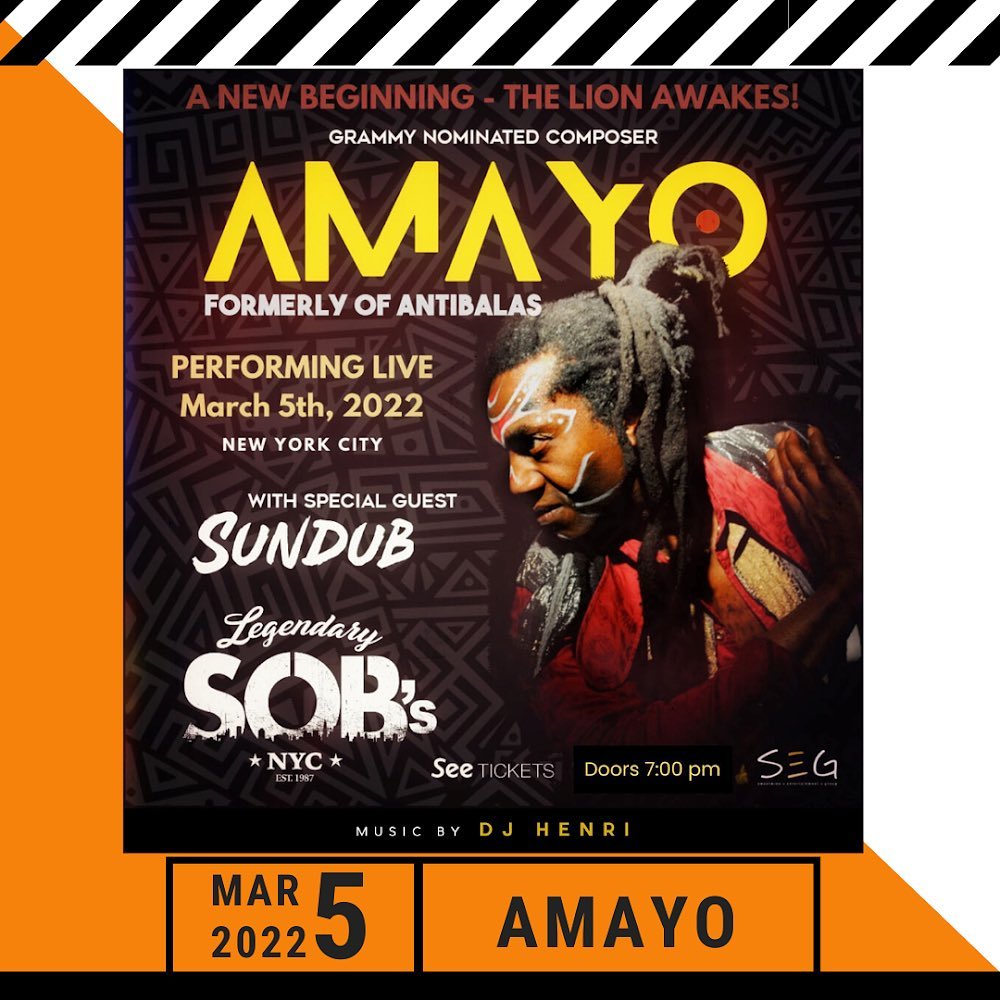 A NEW BEGINNING - THE LION AWAKES!
GRAMMY NOMINATED COMPOSER
AMAYO
FORMERLY OF ANTIBALAS
PERFORMING LIVE
March 5th, 2022
NEW YORK CITY
WITH SPECIAL GUEST
SUNDUB
Legendary
SOB's
NYC
EST. 1987
See TICKETS
Doors 7:00 pm
SEG
MUSIC BY DJ HENRI
MAR 5
2022
AMAYO